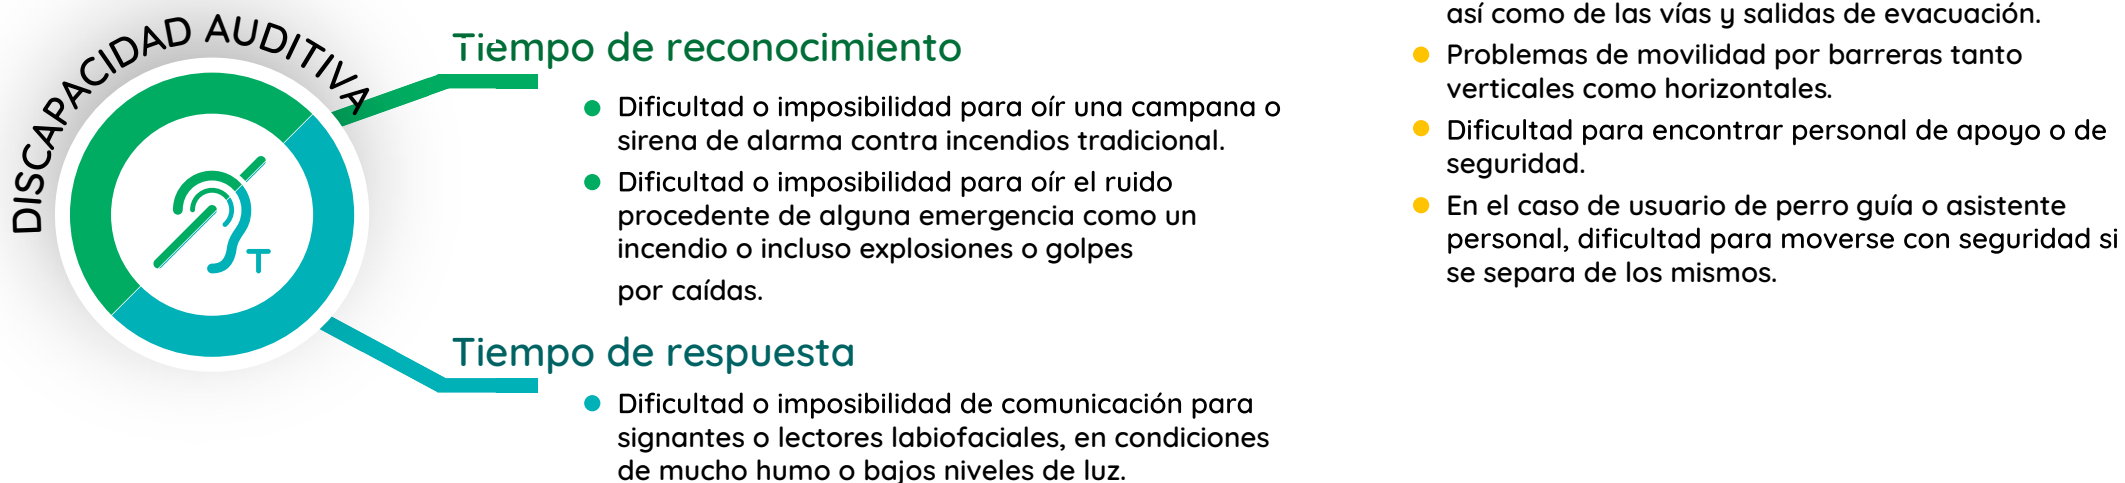 DISCAPACIDAD AUDITIVA
T
Tiempo de reconocimiento
Dificultad o imposibilidad para oír una campana o
sirena de alarma contra incendios tradicional.
Dificultad o imposibilidad para oír el ruido
procedente de alguna emergencia como un
incendio o incluso explosiones o golpes
por caídas.
Tiempo de respuesta
Dificultad o imposibilidad de comunicación para
signantes o lectores labiofaciales, en condiciones
de mucho humo o bajos niveles de luz.
así como de las vías y salidas de evacuación.
Problemas de movilidad por barreras tanto
verticales como horizontales.
Dificultad para encontrar personal de apoyo o de
seguridad.
En el caso de usuario de perro guía o asistente
personal, dificultad para moverse con seguridad si
se separa de los mismos.